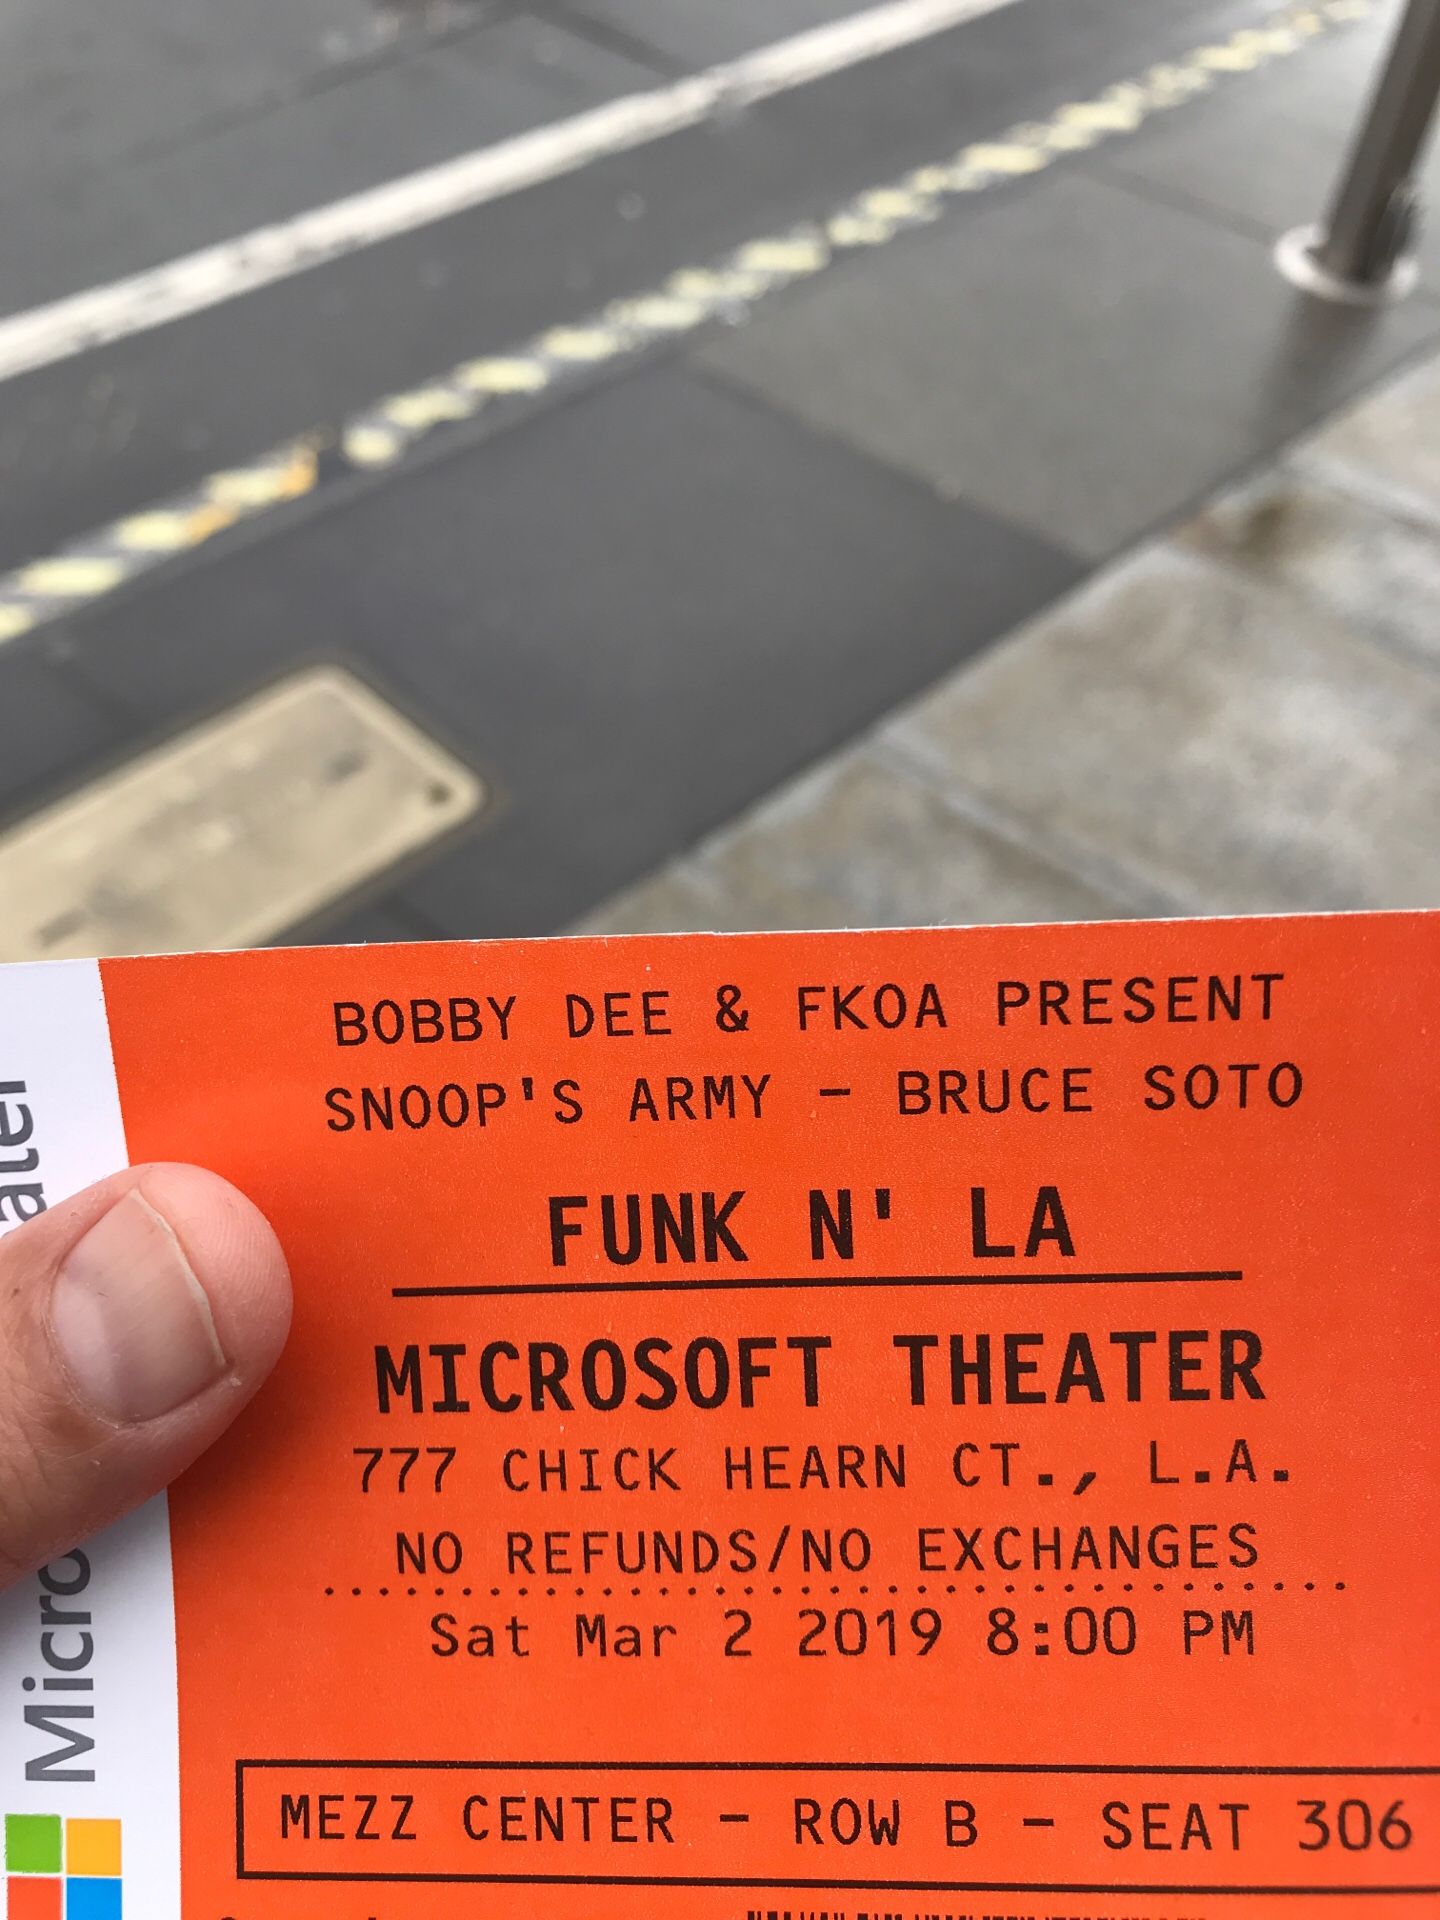 BOBBY DEE & FKOA PRESENT
SNOOP'S ARMY - BRUCE SOTO
FUNK N' LA
MICROSOFT THEATER
777 CHICK HEARN CT., L.A.
NO REFUNDS/NO EXCHANGES
Sat Mar 2 2019 8:00 PM
MEZZ CENTER - ROW B - SEAT 306